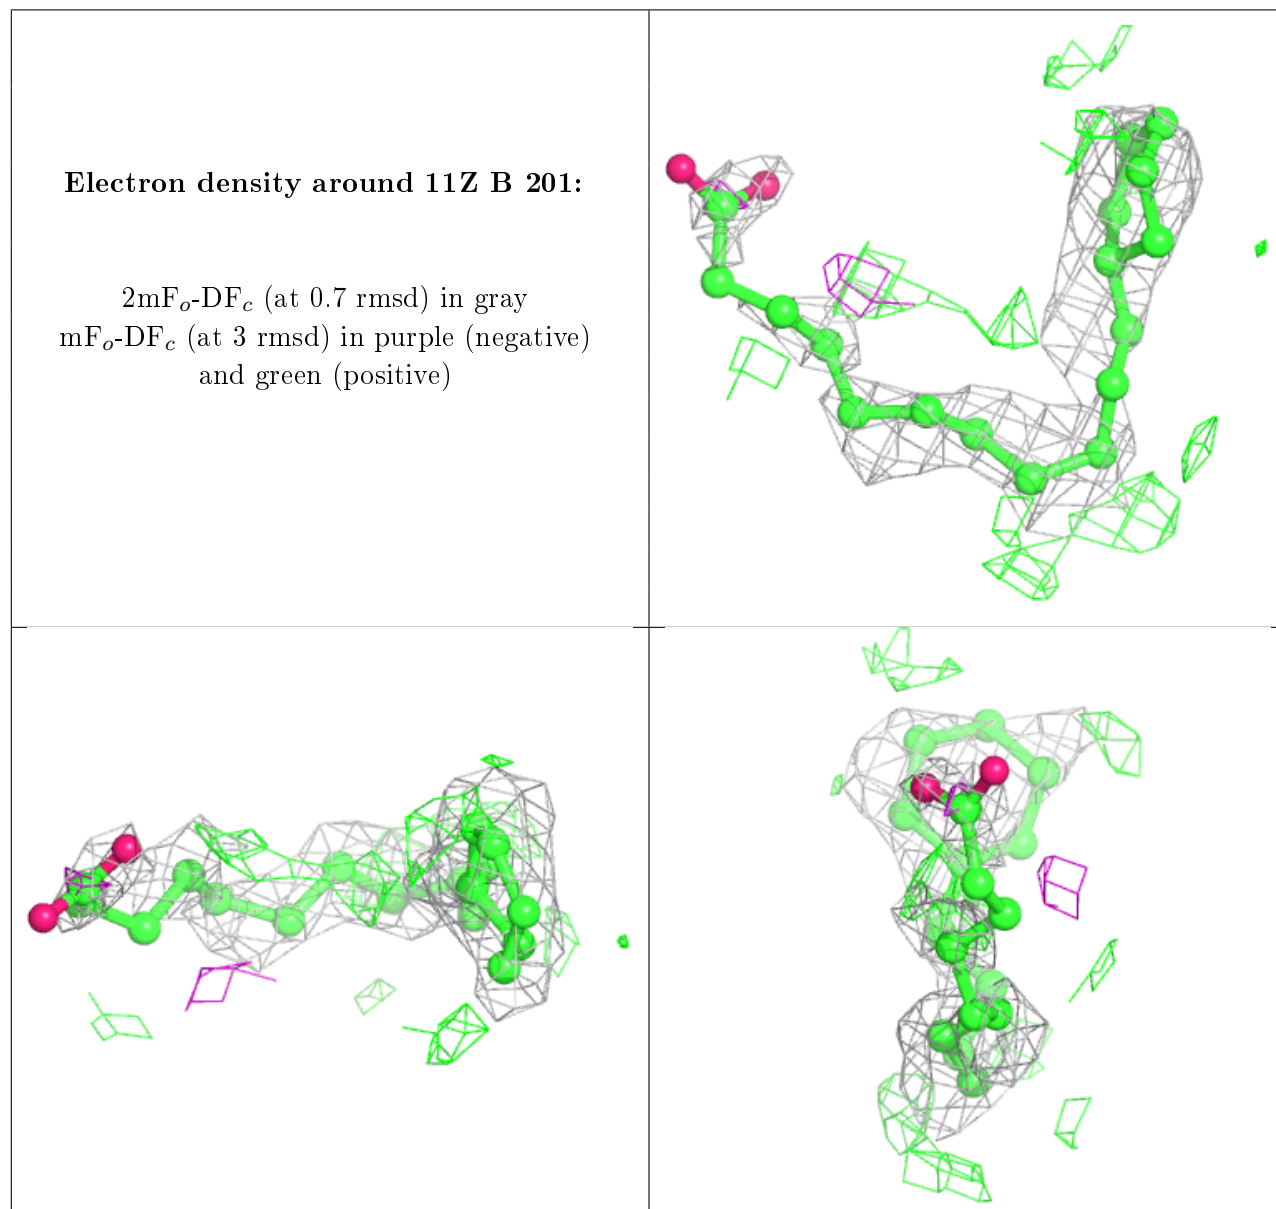 Electron density around 11Z B 201:
2mFₒ-DF𝑐 (at 0.7 rmsd) in gray
mFₒ-DF𝑐 (at 3 rmsd) in purple (negative)
and green (positive)